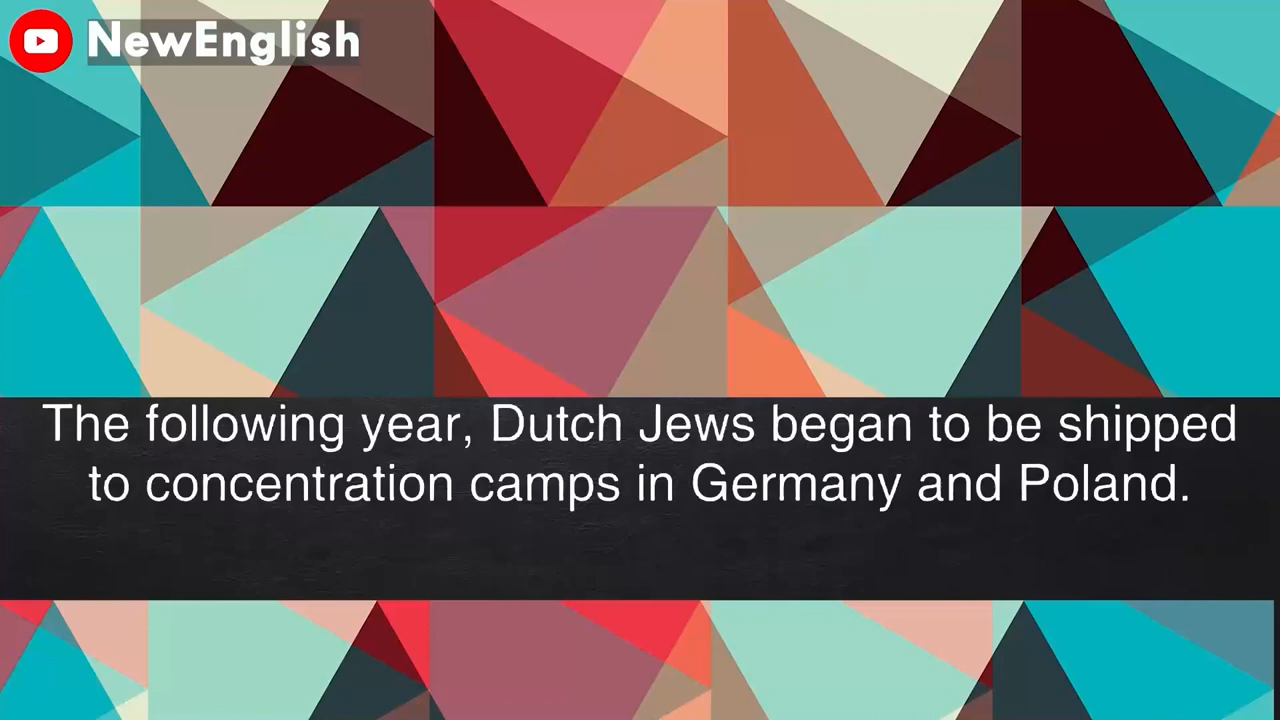 NewEnglish
The following year, Dutch Jews began to be shipped
to concentration camps in Germany and Poland.